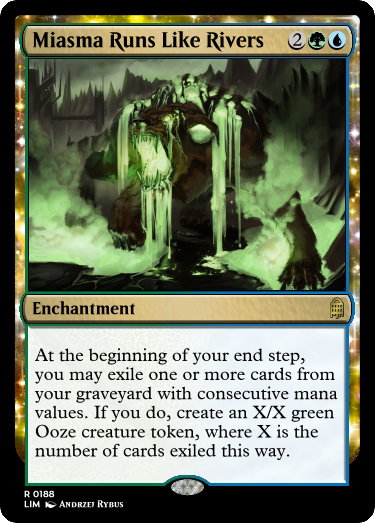 Miasma Runs Like Rivers 2
Enchantment
At the beginning of your end step,
you may exile one or more cards from
your graveyard with consecutive mana
values. If you do, create an X/X green
Ooze creature token, where X is the
number of cards exiled this way.
R 0188
LIM Andrzej Rybus